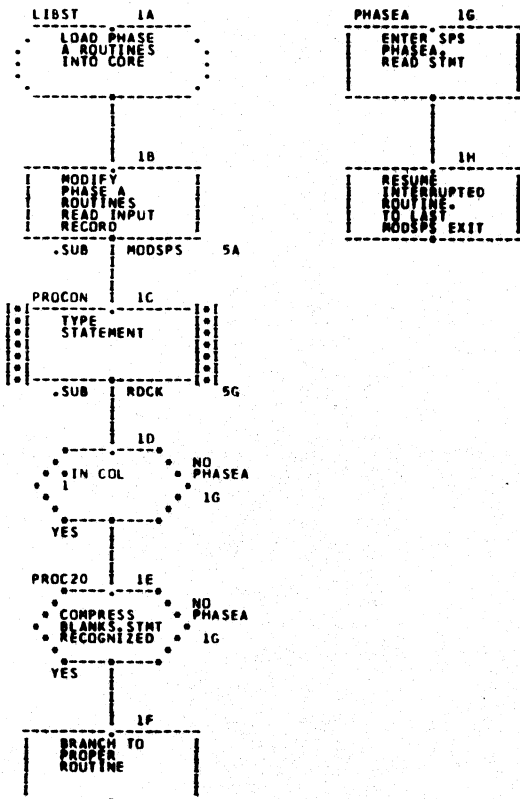 LIBST 1A
LOAD PHASE
A ROUTINES
INTO CORE
1B
MODIFY
PHASE A
ROUTINES
READ INPUT
RECORD
.SUB MODSPS 5A
PROCON 1C
TYPE
STATEMENT
.SUB RDCK 5G
1D
* IN COL
1
NO
PHASEA
1G
YES
PROC20 1E
COMPRESS
BLANKS.STMT
RECOGNIZED
NO
PHASEA
1G
YES
1F
BRANCH TO
PROPER
ROUTINE
PHASEA 1G
ENTER SPS
PHASEA.
READ STMT
1H
RESUME
INTERRUPTED
ROUTINE.
TO LAST
MODSPS EXIT